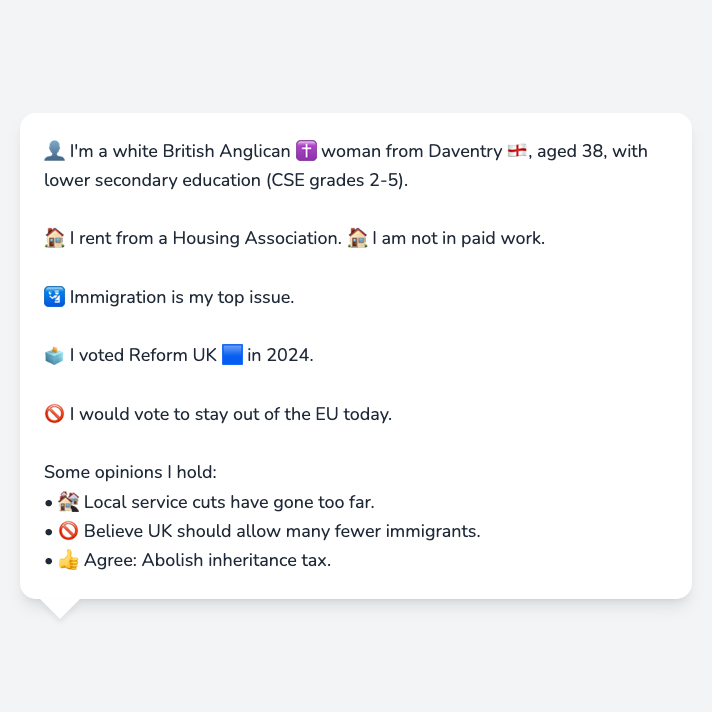 👤 I'm a white British Anglican ✝️ woman from Daventry 🏴󠁧󠁢󠁥󠁮󠁧󠁿, aged 38, with
lower secondary education (CSE grades 2-5).
🏠 I rent from a Housing Association. 🏠 I am not in paid work.
🛂 Immigration is my top issue.
🗳️ I voted Reform UK 🟦 in 2024.
🚫 I would vote to stay out of the EU today.
Some opinions I hold:
• 🏚️ Local service cuts have gone too far.
• 🚫 Believe UK should allow many fewer immigrants.
• 👍 Agree: Abolish inheritance tax.